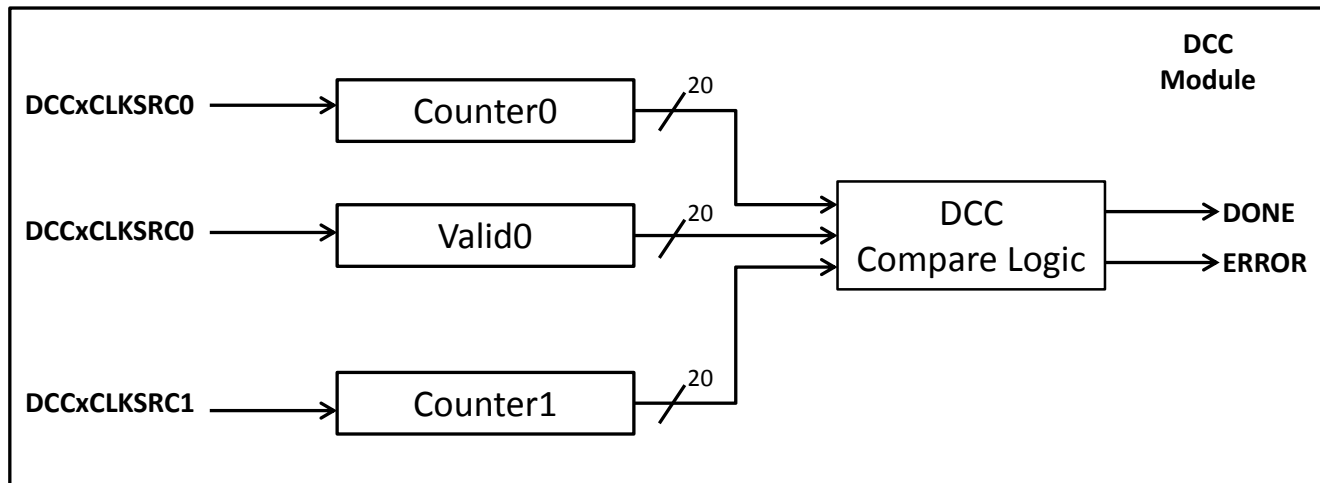 DCC
Module
DCCxCLKSRC0
Counter0
20
DCCxCLKSRC0
Valid0
20
DCC
Compare Logic
DONE
ERROR
DCCxCLKSRC1
Counter1
20